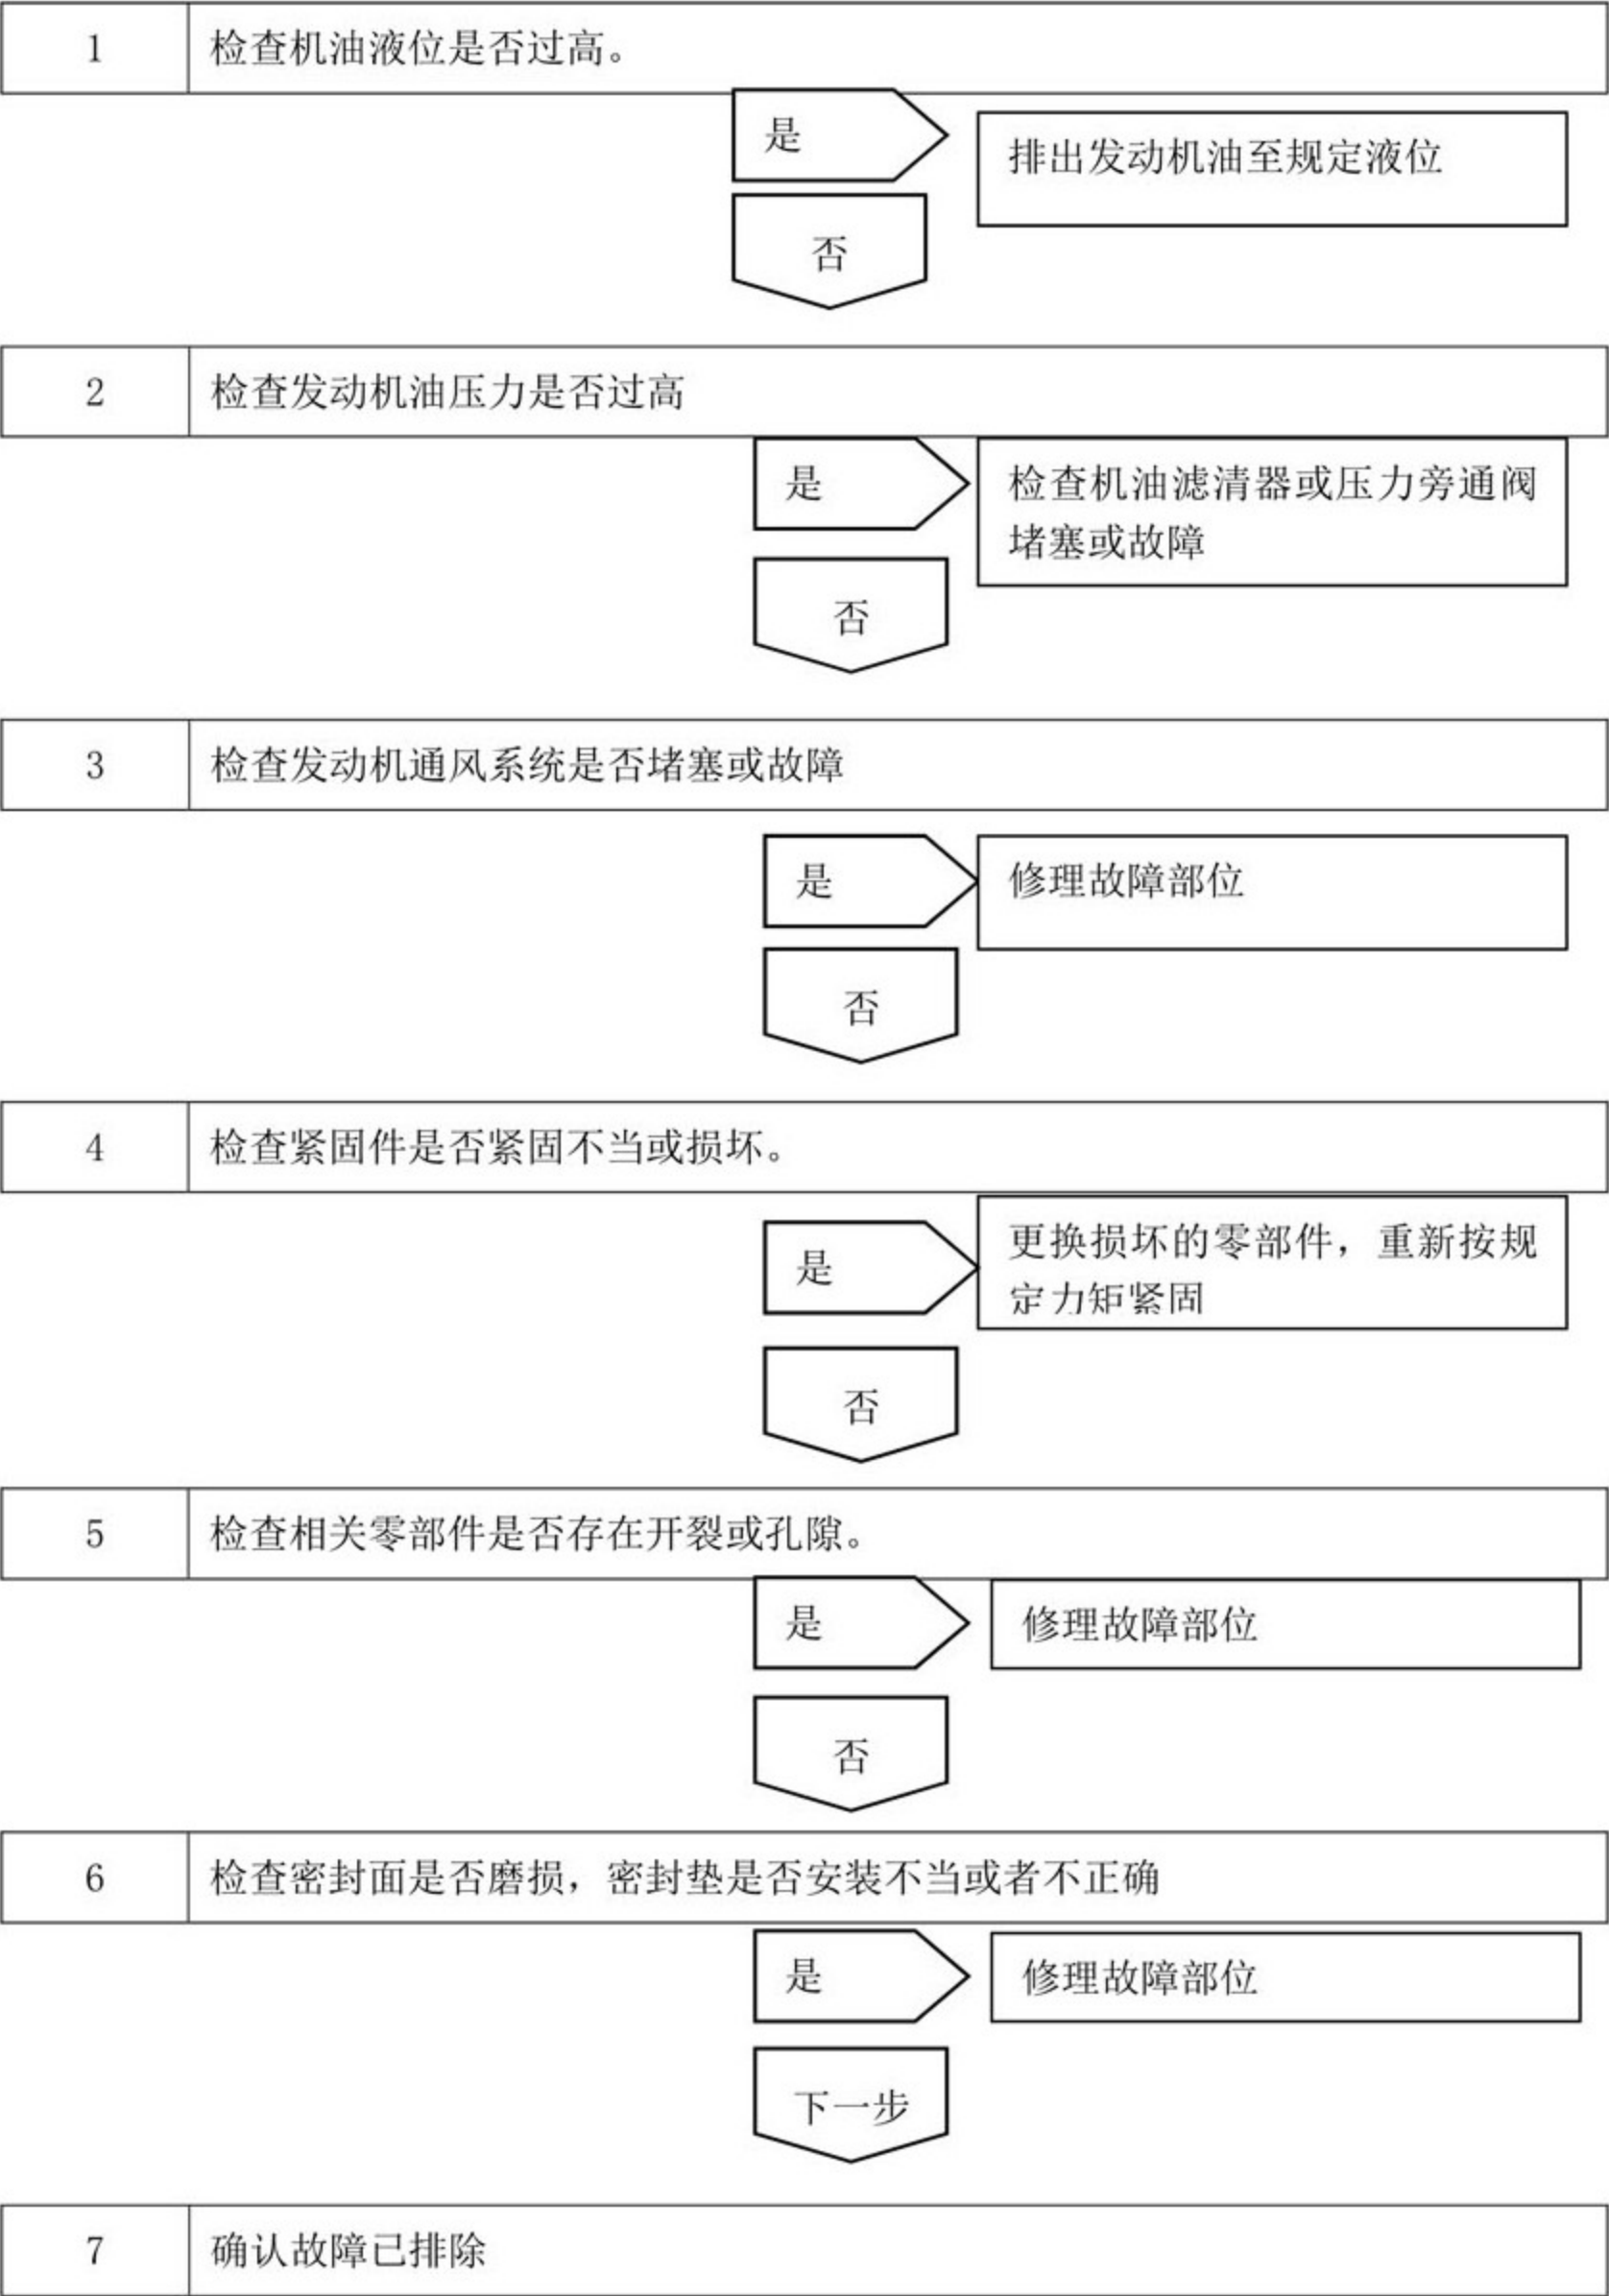 1 检查机油液位是否过高。
是
排出发动机油至规定液位
否
2 检查发动机油压力是否过高
是
检查机油滤清器或压力旁通阀
堵塞或故障
否
3 检查发动机通风系统是否堵塞或故障
是
修理故障部位
否
4 检查紧固件是否紧固不当或损坏。
是
更换损坏的零部件，重新按规
定力矩紧固
否
5 检查相关零部件是否存在开裂或孔隙。
是
修理故障部位
否
6 检查密封面是否磨损，密封垫是否安装不当或者不正确
是
修理故障部位
下一步
7 确认故障已排除